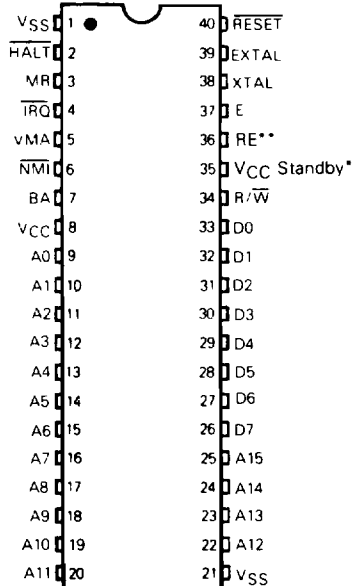 VSS 1 40 RESET
HALT 2 39 EXTAL
MR 3 38 XTAL
IRQ 4 37 E
VMA 5 36 RE**
NMI 6 35 VCC Standby*
BA 7 34 R/W
VCC 8 33 D0
A0 9 32 D1
A1 10 31 D2
A2 11 30 D3
A3 12 29 D4
A4 13 28 D5
A5 14 27 D6
A6 15 26 D7
A7 16 25 A15
A8 17 24 A14
A9 18 23 A13
A10 19 22 A12
A11 20 21 VSS